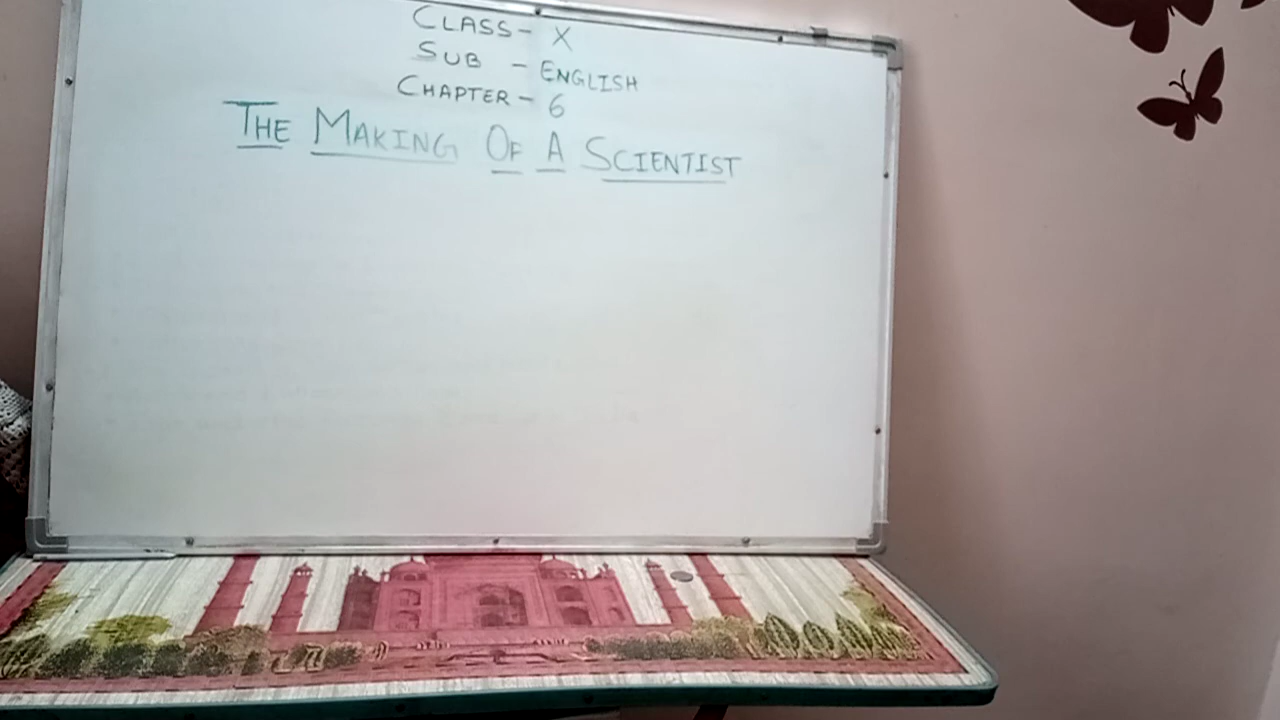 CLASS- X
SUB - ENGLISH
CHAPTER - 6
THE MAKING OF A SCIENTIST